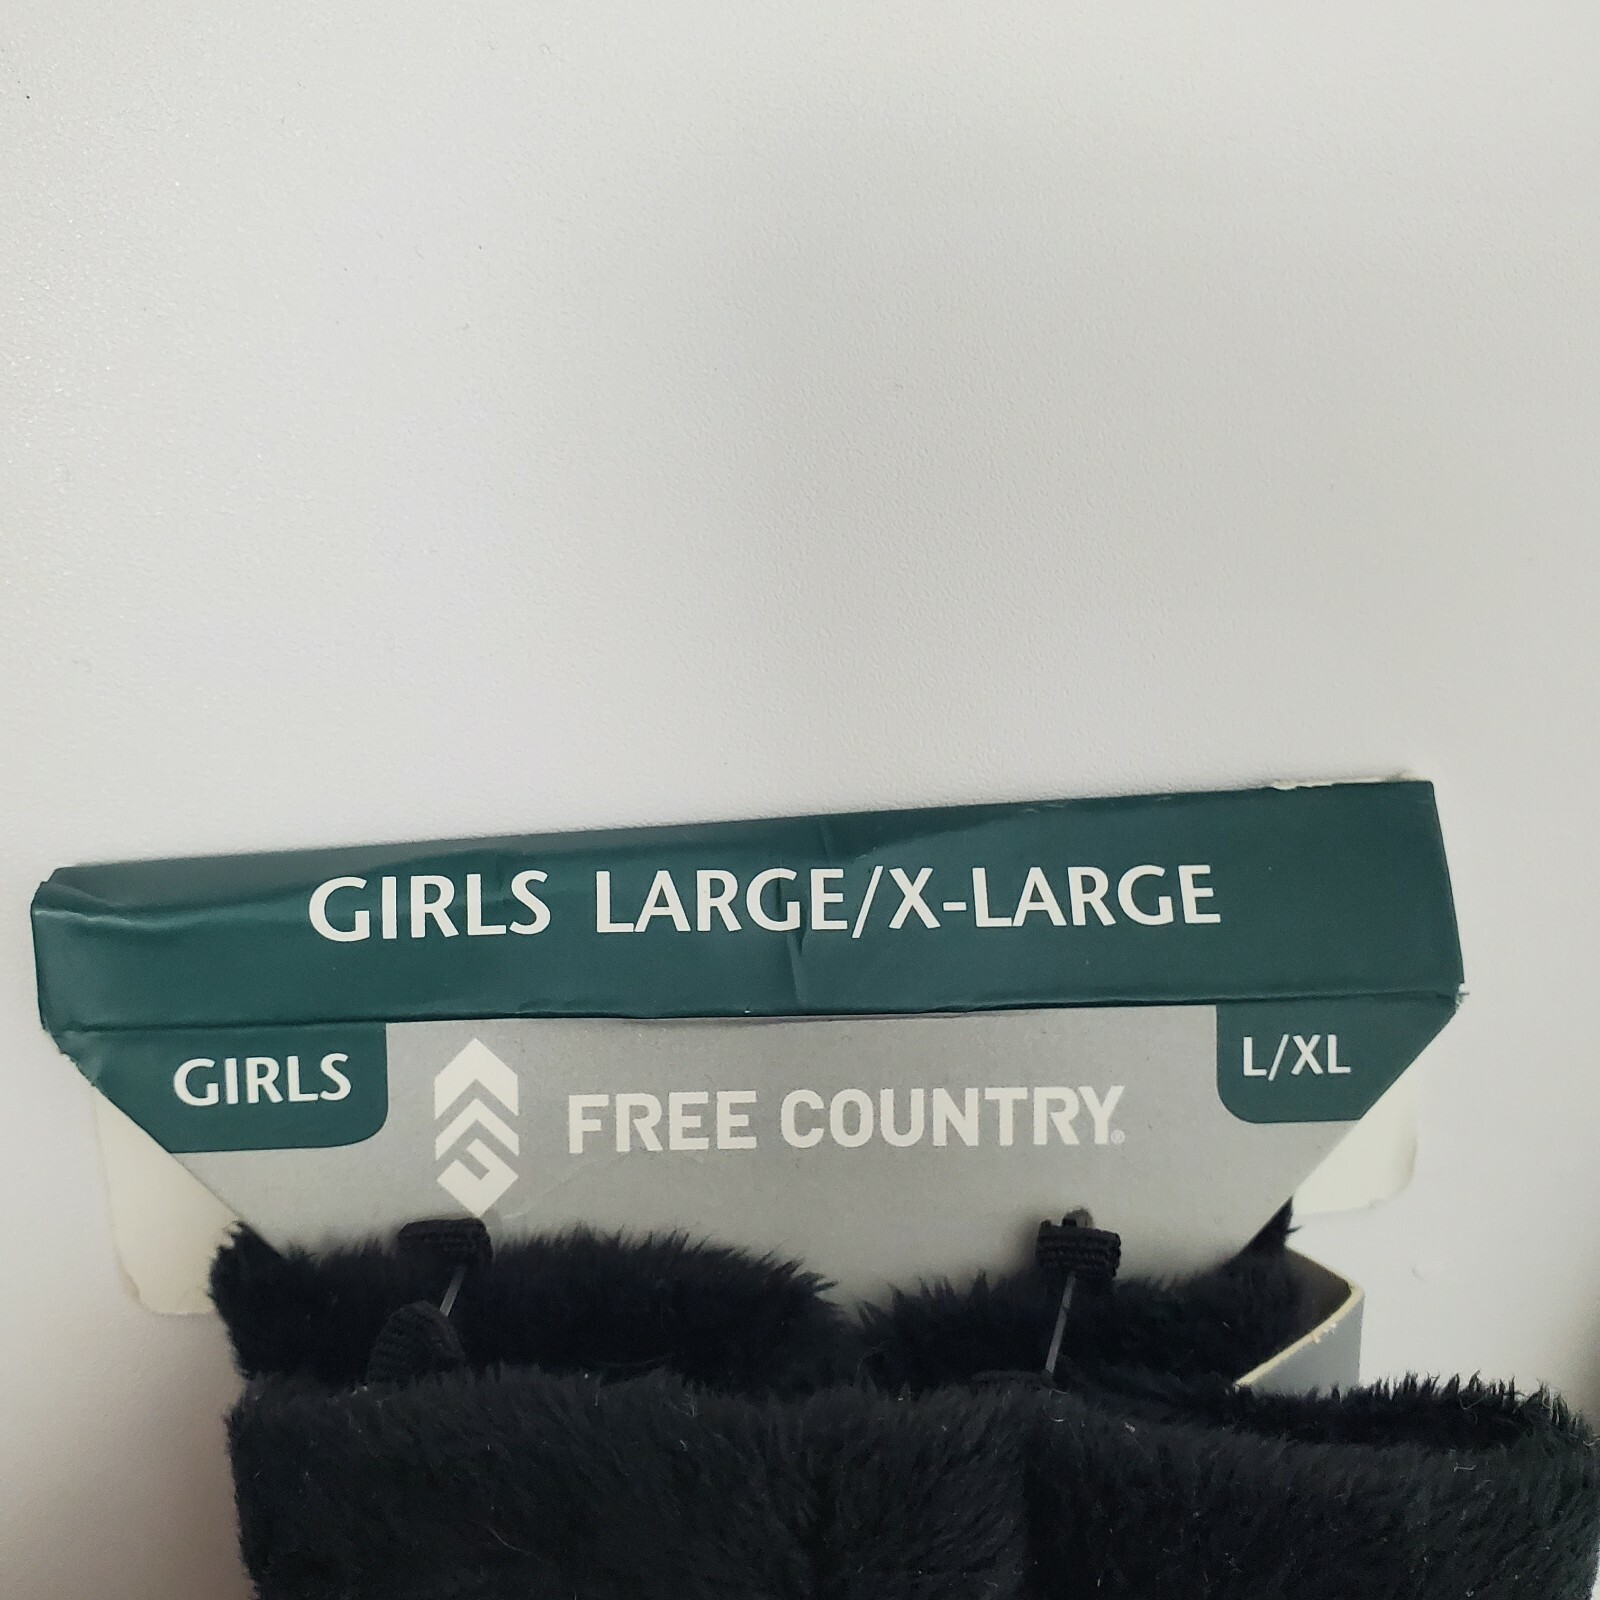 GIRLS LARGE/X-LARGE
GIRLS
FREE COUNTRY®
L/XL